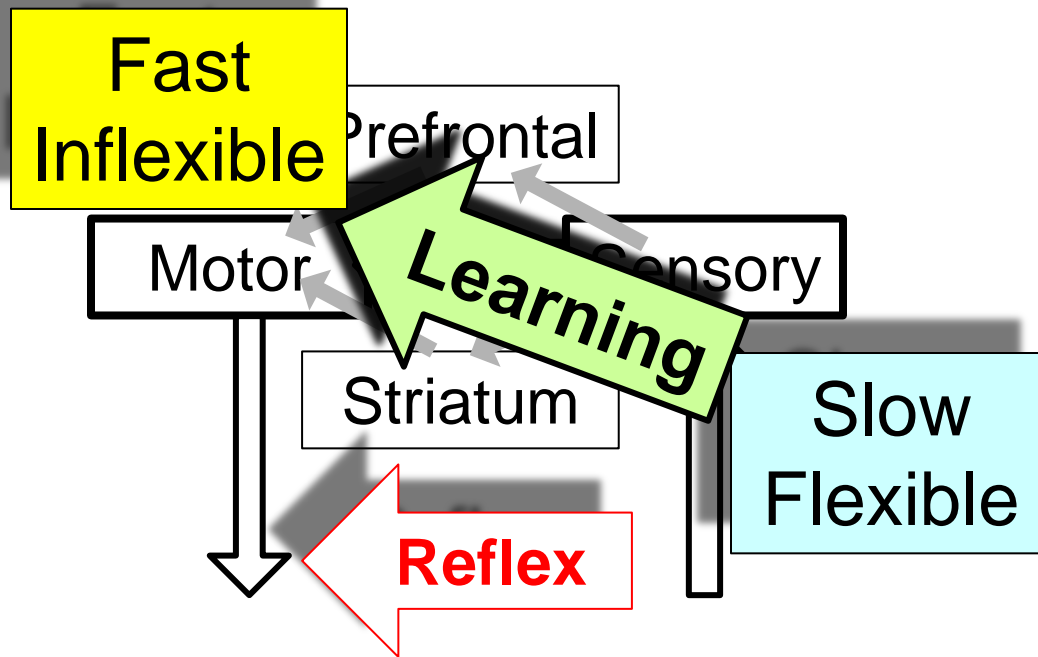 Fast
Inflexible
Prefrontal
Motor
Sensory
Learning
Striatum
Slow
Flexible
Reflex